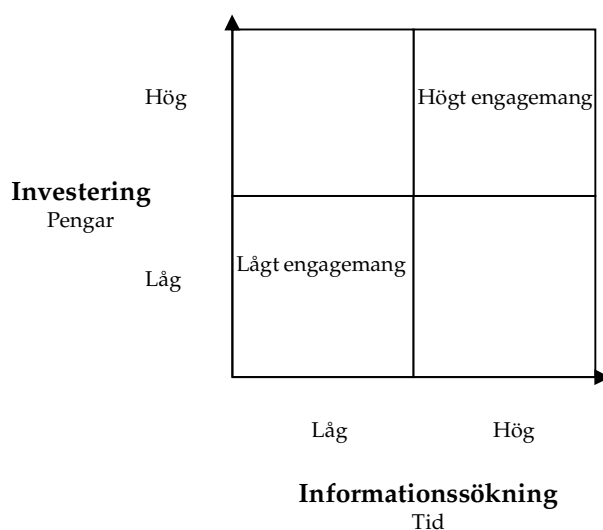 Hög
Högt engagemang
Investering
Pengar
Lågt engagemang
Låg
Låg
Hög
Informationssökning
Tid